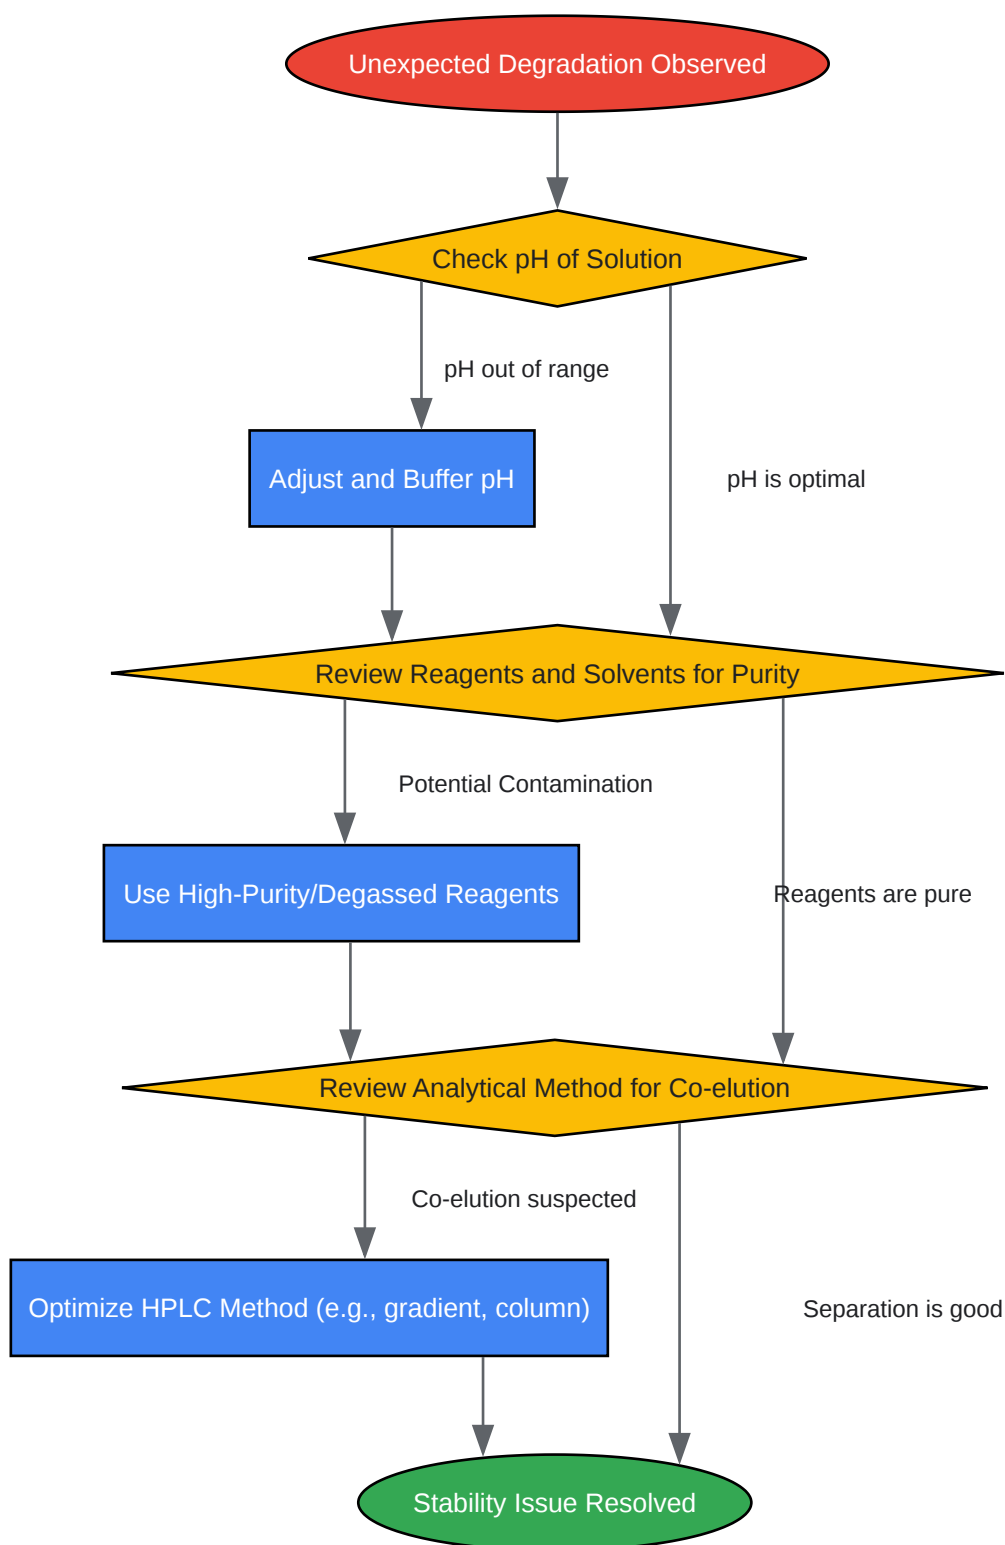 Unexpected Degradation Observed
Check pH of Solution
pH out of range
Adjust and Buffer pH
pH is optimal
Review Reagents and Solvents for Purity
Potential Contamination
Use High-Purity/Degassed Reagents
Reagents are pure
Review Analytical Method for Co-elution
Co-elution suspected
Optimize HPLC Method (e.g., gradient, column)
Separation is good
Stability Issue Resolved